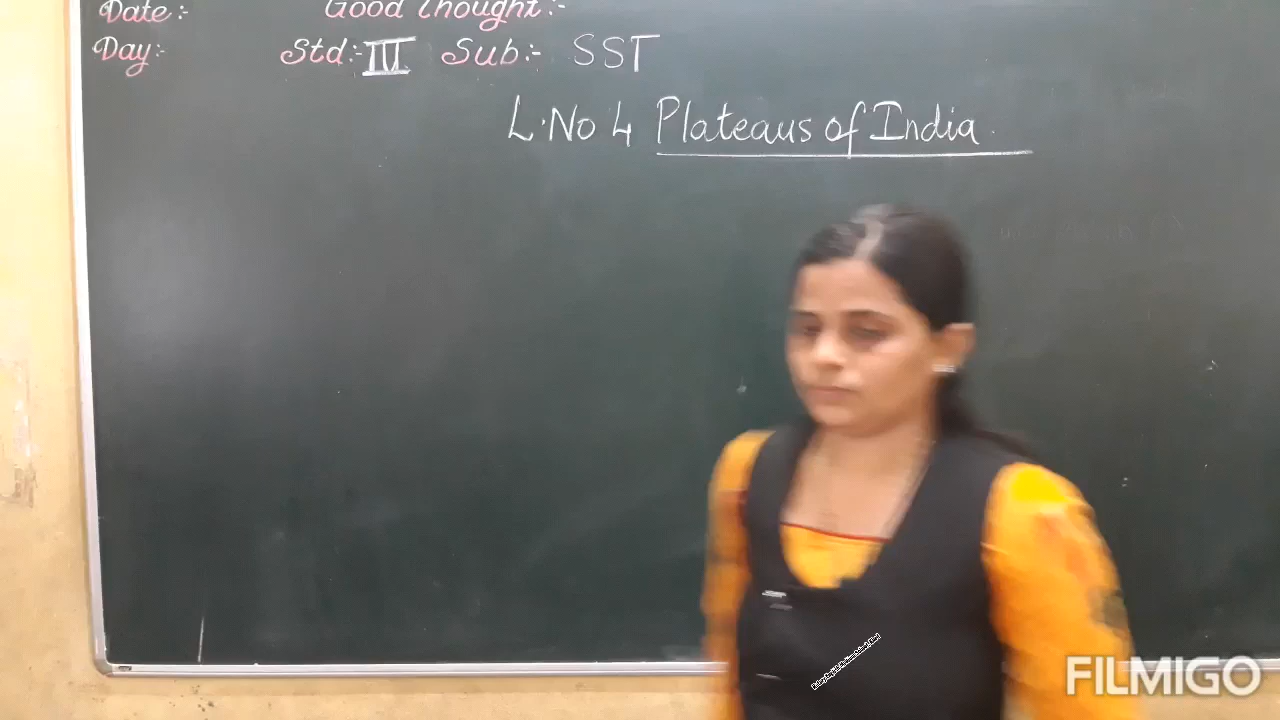 Date:- Good Thought:-
Day:- Std:- III Sub:- SST
L.No 4 Plateaus of India
FILMIGO